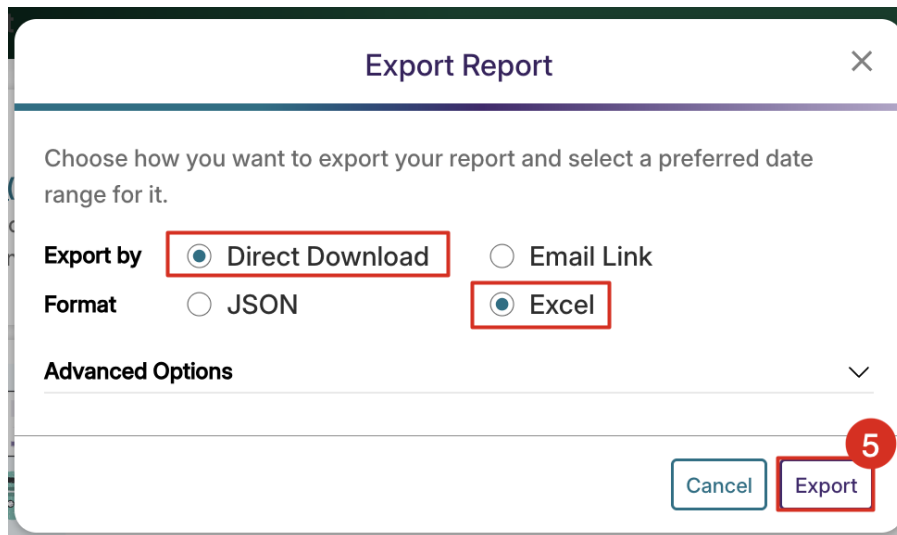 Export Report
Choose how you want to export your report and select a preferred date
range for it.
Export by Direct Download Email Link
Format JSON Excel
Advanced Options
5
Cancel Export